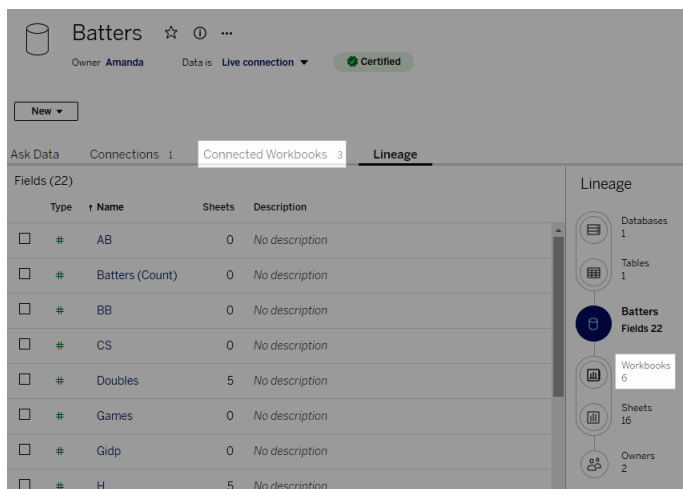 Batters
Owner Amanda Data is Live connection Certified
New
Ask Data Connections 1 Connected Workbooks 3 Lineage
Fields (22)
Type ↑ Name Sheets Description
# AB 0 No description
# Batters (Count) 0 No description
# BB 0 No description
# CS 0 No description
# Doubles 5 No description
# Games 0 No description
# Gidp 0 No description
# H 5 No description
Lineage
Databases
1
Tables
1
Batters
Fields 22
Workbooks
6
Sheets
16
Owners
2